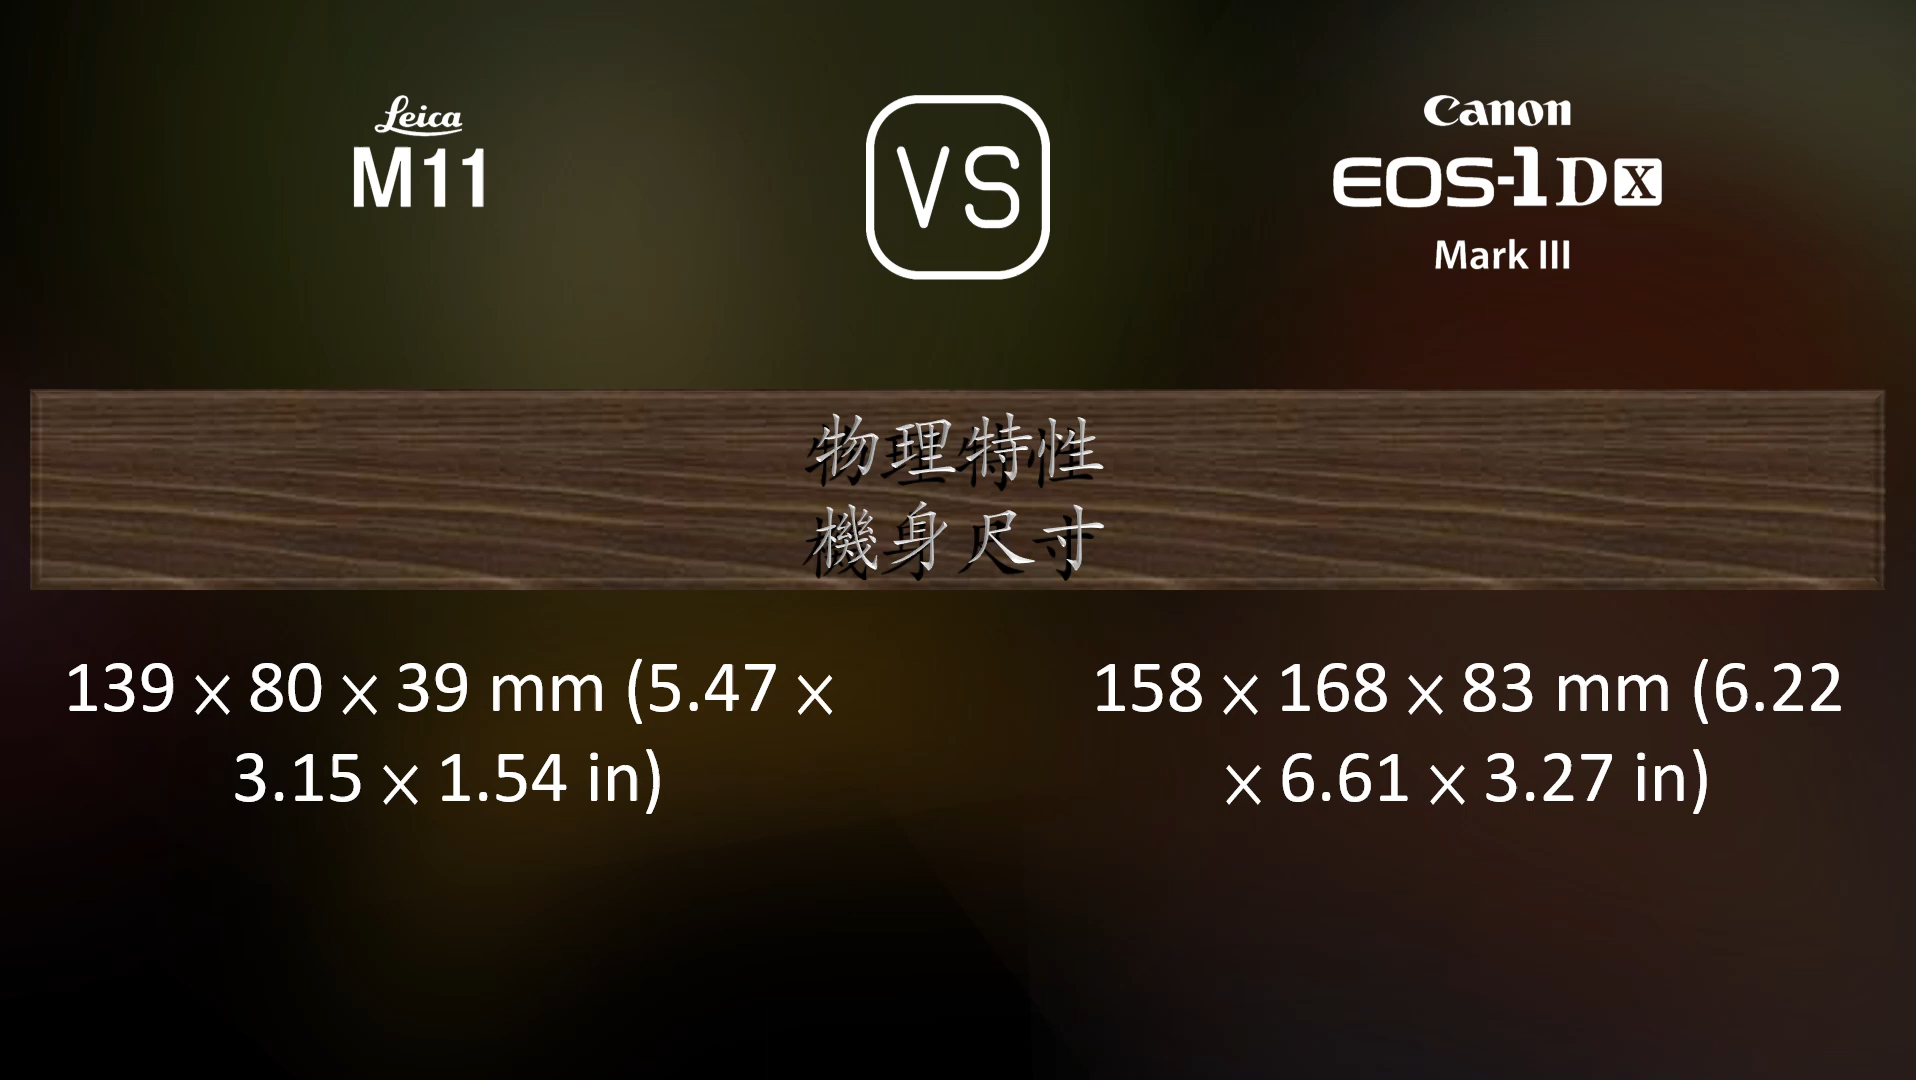 Leica
M11
VS
Canon
EOS-1DX
Mark III
物理特性
機身尺寸
139 x 80 x 39 mm (5.47 x
3.15 x 1.54 in)
158 x 168 x 83 mm (6.22
x 6.61 x 3.27 in)